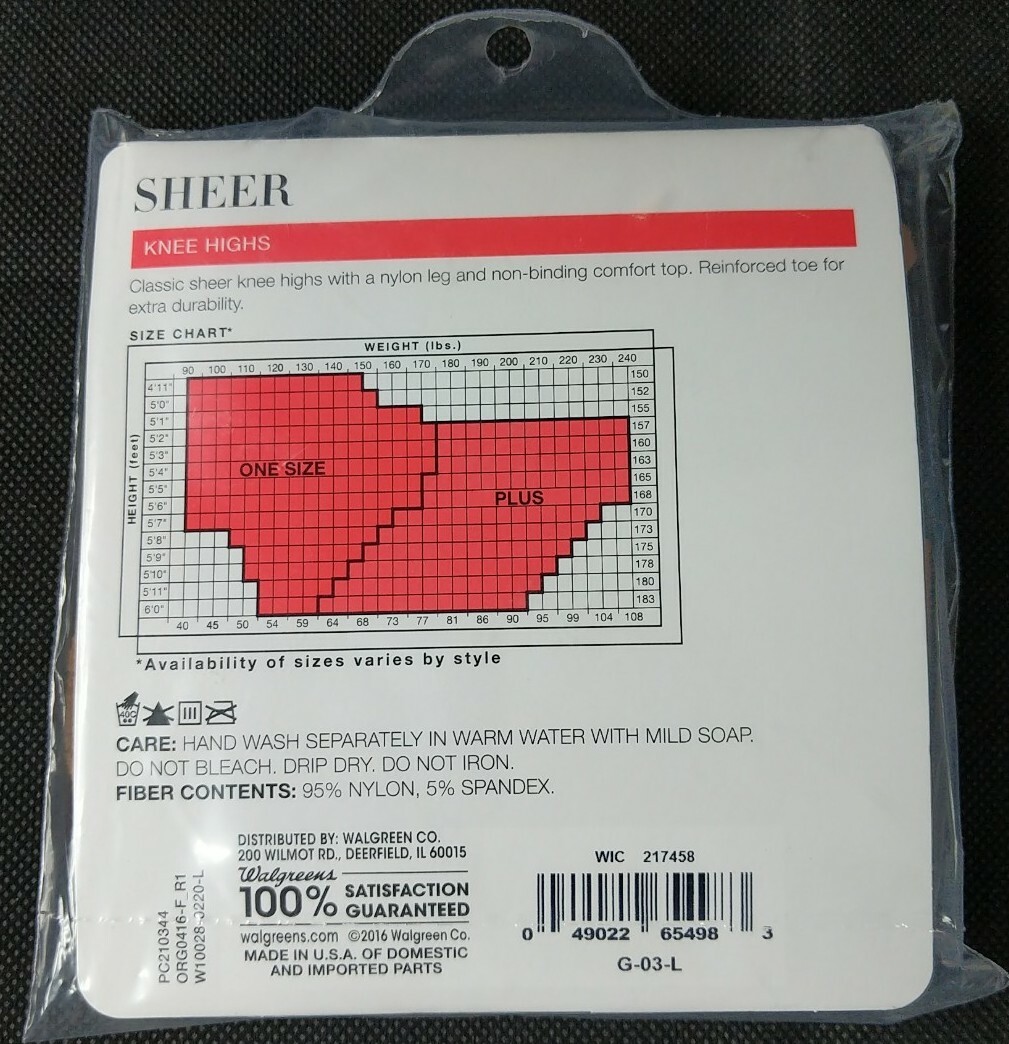 SHEER
KNEE HIGHS
Classic sheer knee highs with a nylon leg and non-binding comfort top. Reinforced toe for
extra durability.
SIZE CHART*
WEIGHT (lbs.)
90 100 110 120 130 140 150 160 170 180 190 200 210 220 230 240
HEIGHT (feet)
4'11" 150
5'0" 152
5'1" 155
5'2" 157
5'3" 160
5'4" 163
5'5" 165
5'6" 168
5'7" 170
5'8" 173
5'9" 175
5'10" 178
5'11" 180
6'0" 183
ONE SIZE
PLUS
40 45 50 54 59 64 68 73 77 81 86 90 95 99 104 108
*Availability of sizes varies by style
40C
CARE: HAND WASH SEPARATELY IN WARM WATER WITH MILD SOAP.
DO NOT BLEACH. DRIP DRY. DO NOT IRON.
FIBER CONTENTS: 95% NYLON, 5% SPANDEX.
PC210344
ORG0416-F_R1
W10028-0220-L
DISTRIBUTED BY: WALGREEN CO.
200 WILMOT RD., DEERFIELD, IL 60015
Walgreens
100% SATISFACTION
GUARANTEED
walgreens.com ©2016 Walgreen Co.
MADE IN U.S.A. OF DOMESTIC
AND IMPORTED PARTS
WIC 217458
0 49022 65498 3
G-03-L